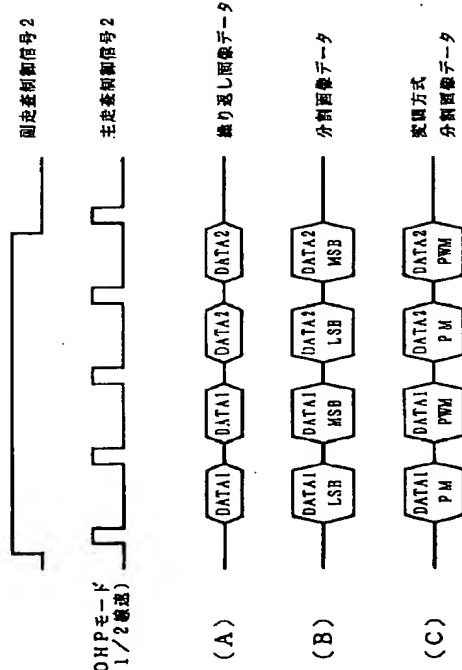 副走査制御信号2
OHPモード
1/2線速)
主走査制御信号2
(A)
DATA1
DATA1
DATA2
DATA2
繰り返し画像データ
(B)
DATA1
LSB
DATA1
MSB
DATA2
LSB
DATA2
MSB
分割画像データ
(C)
DATA1
PM
DATA1
PWM
DATA2
PM
DATA2
PWM
変調方式
分割画像データ